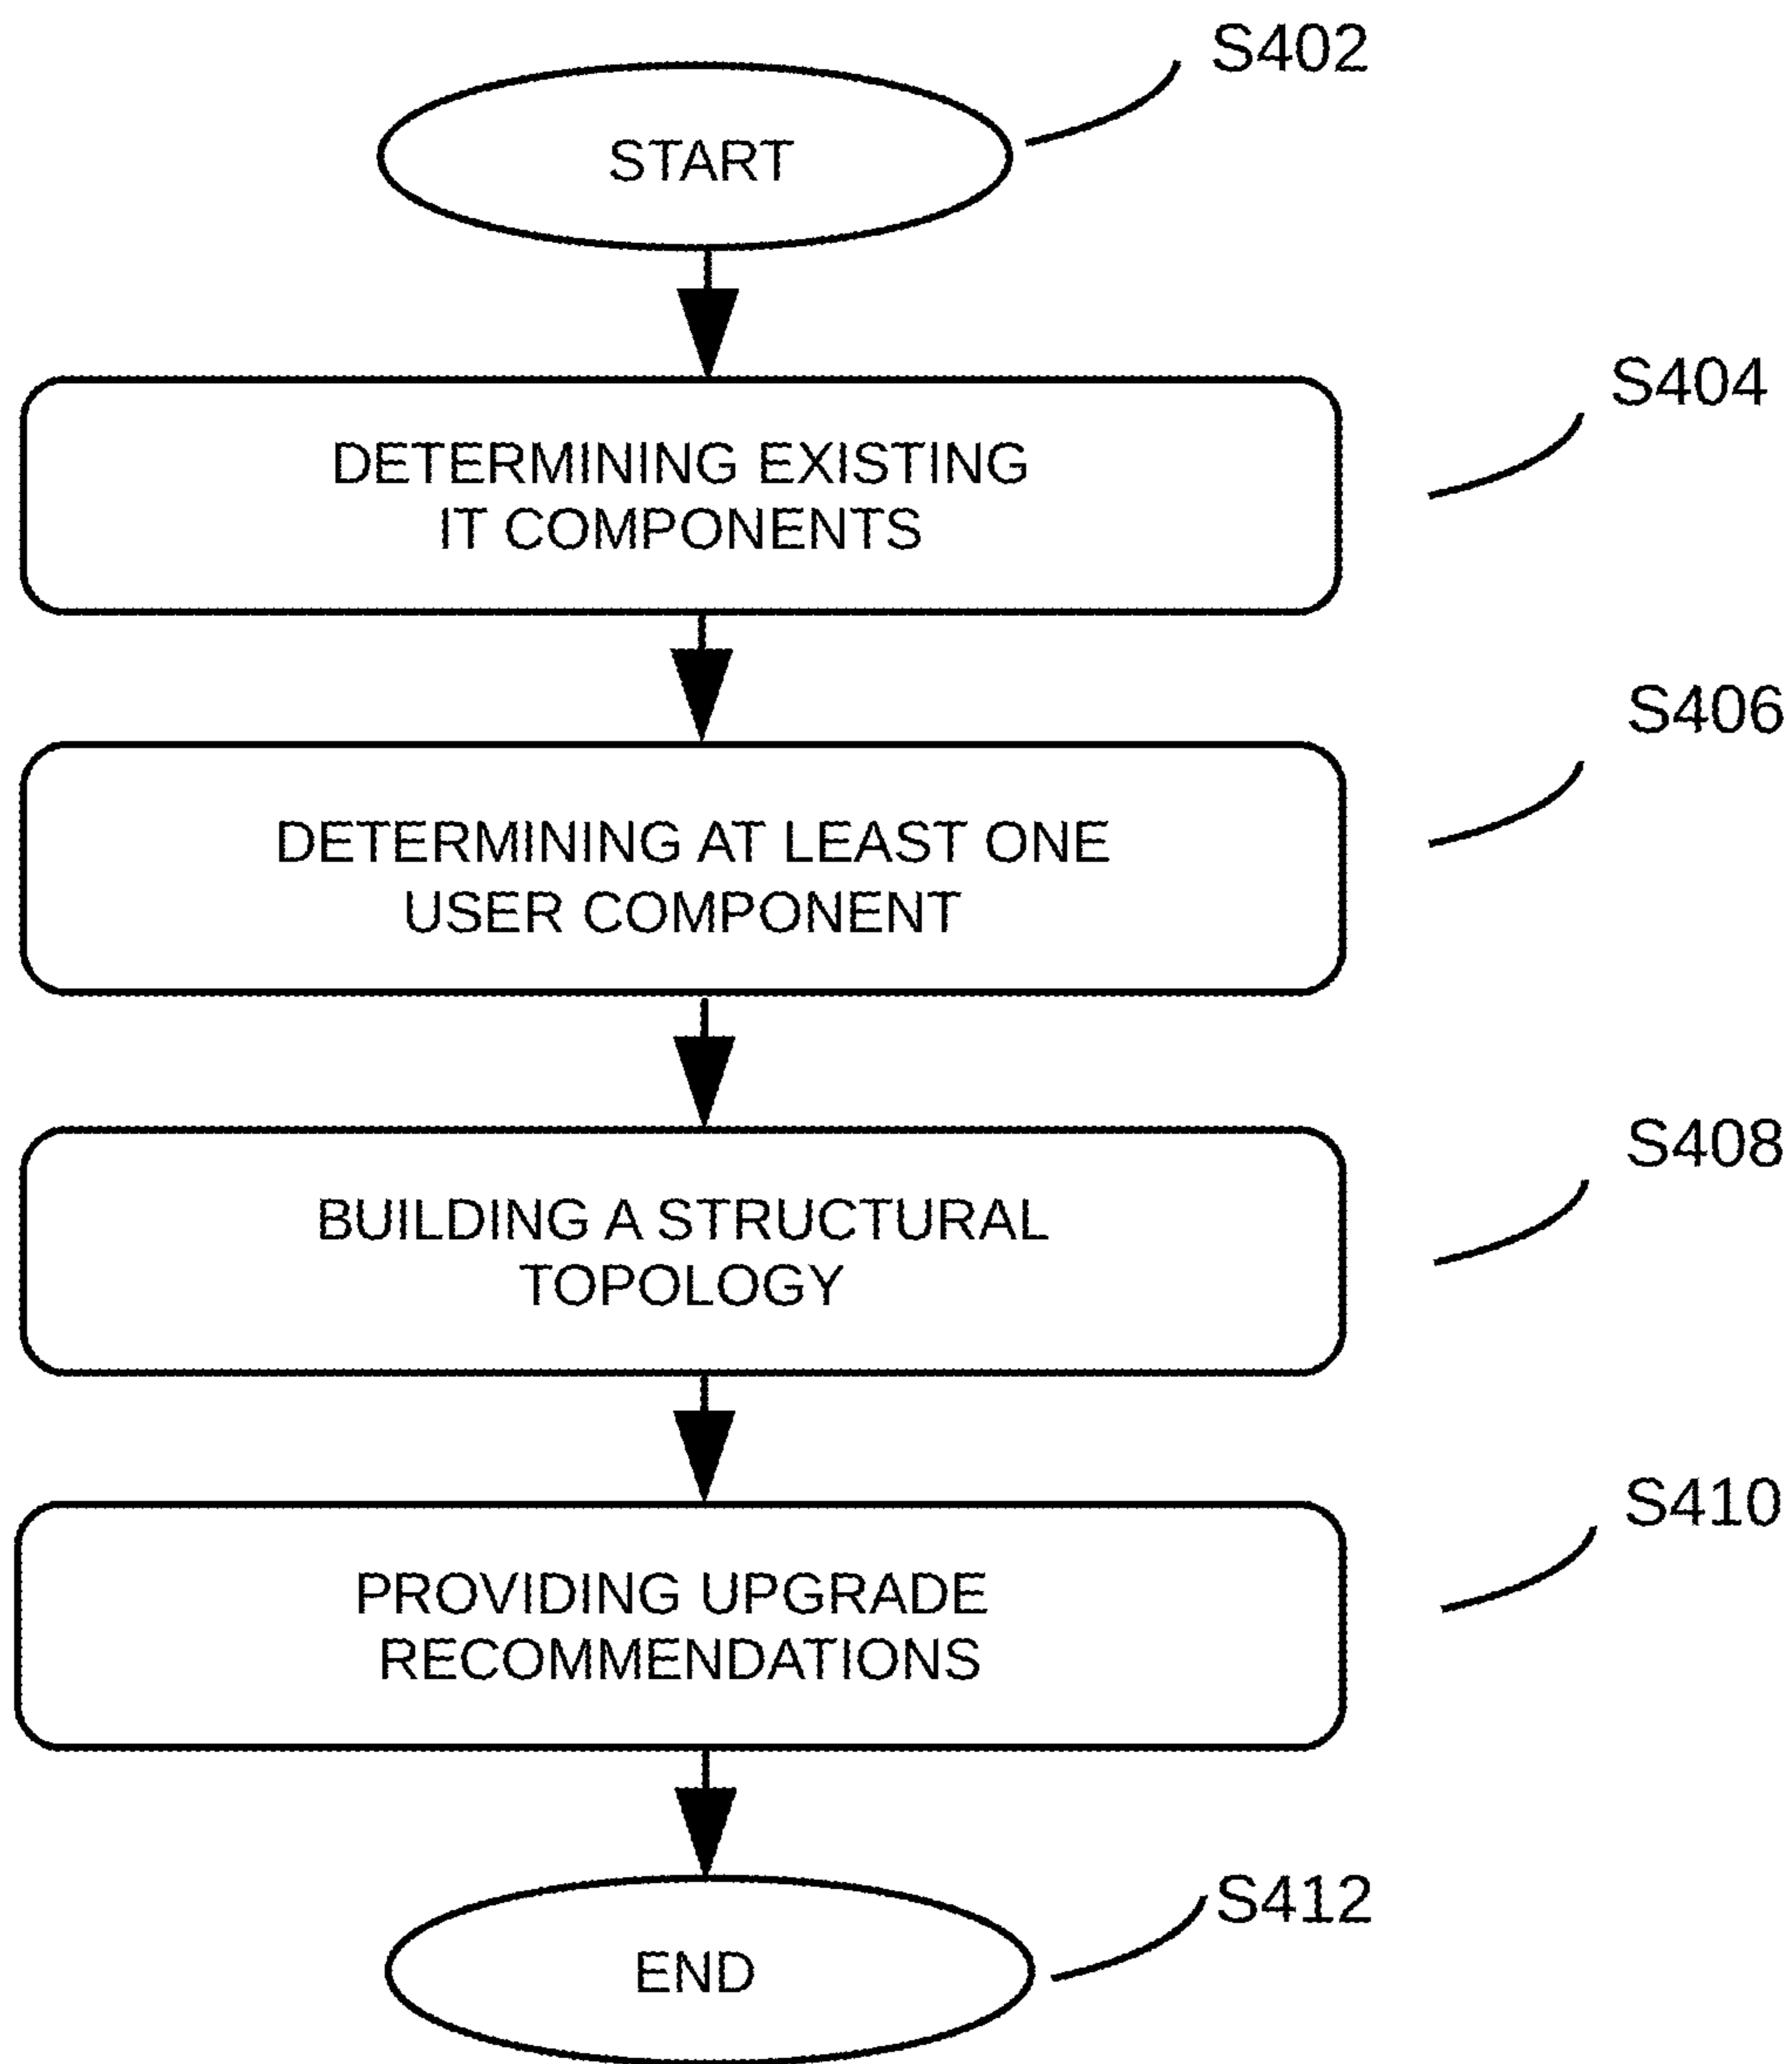 S402
START
S404
DETERMINING EXISTING
IT COMPONENTS
S406
DETERMINING AT LEAST ONE
USER COMPONENT
S408
BUILDING A STRUCTURAL
TOPOLOGY
S410
PROVIDING UPGRADE
RECOMMENDATIONS
S412
END